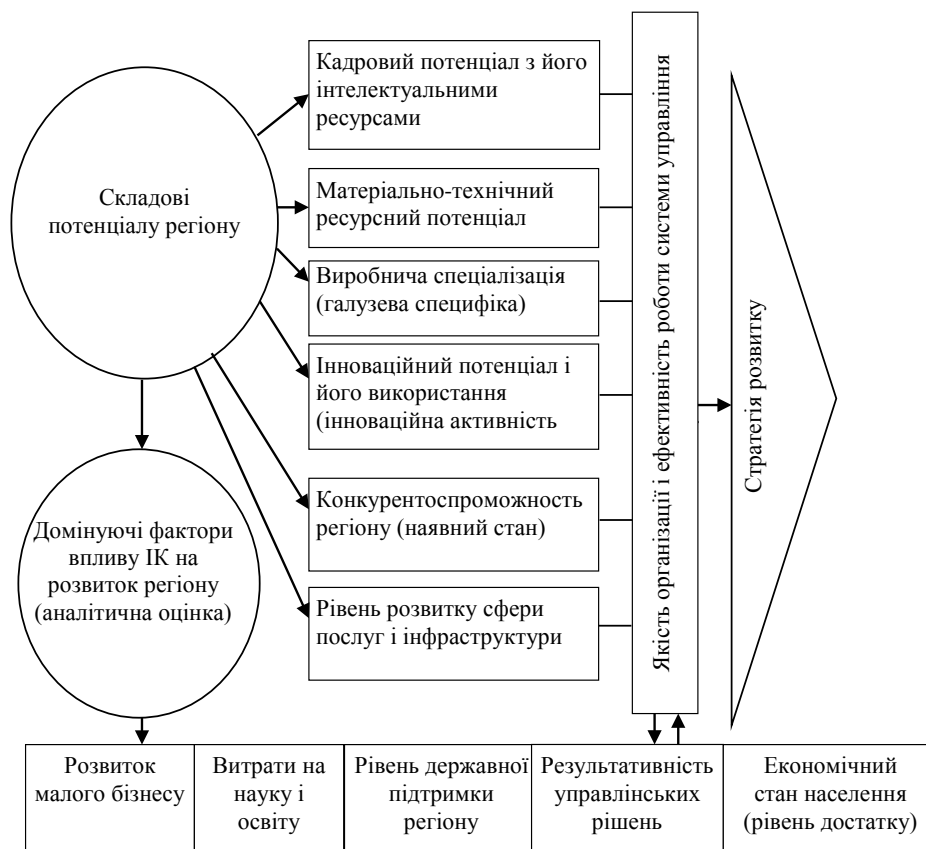 Складові
потенціалу регіону
Кадровий потенціал з його
інтелектуальними
ресурсами
Матеріально-технічний
ресурсний потенціал
Виробнича спеціалізація
(галузева специфіка)
Інноваційний потенціал і
його використання
(інноваційна активність
Конкурентоспроможность
регіону (наявний стан)
Рівень розвитку сфери
послуг і інфраструктури
Якість організації і ефективність роботи системи управління
Стратегія розвитку
Домінуючі фактори
впливу ІК на
розвиток регіону
(аналітична оцінка)
Розвиток
малого бізнесу
Витрати на
науку і
освіту
Рівень державної
підтримки
регіону
Результативність
управлінських
рішень
Економічний
стан населення
(рівень достатку)